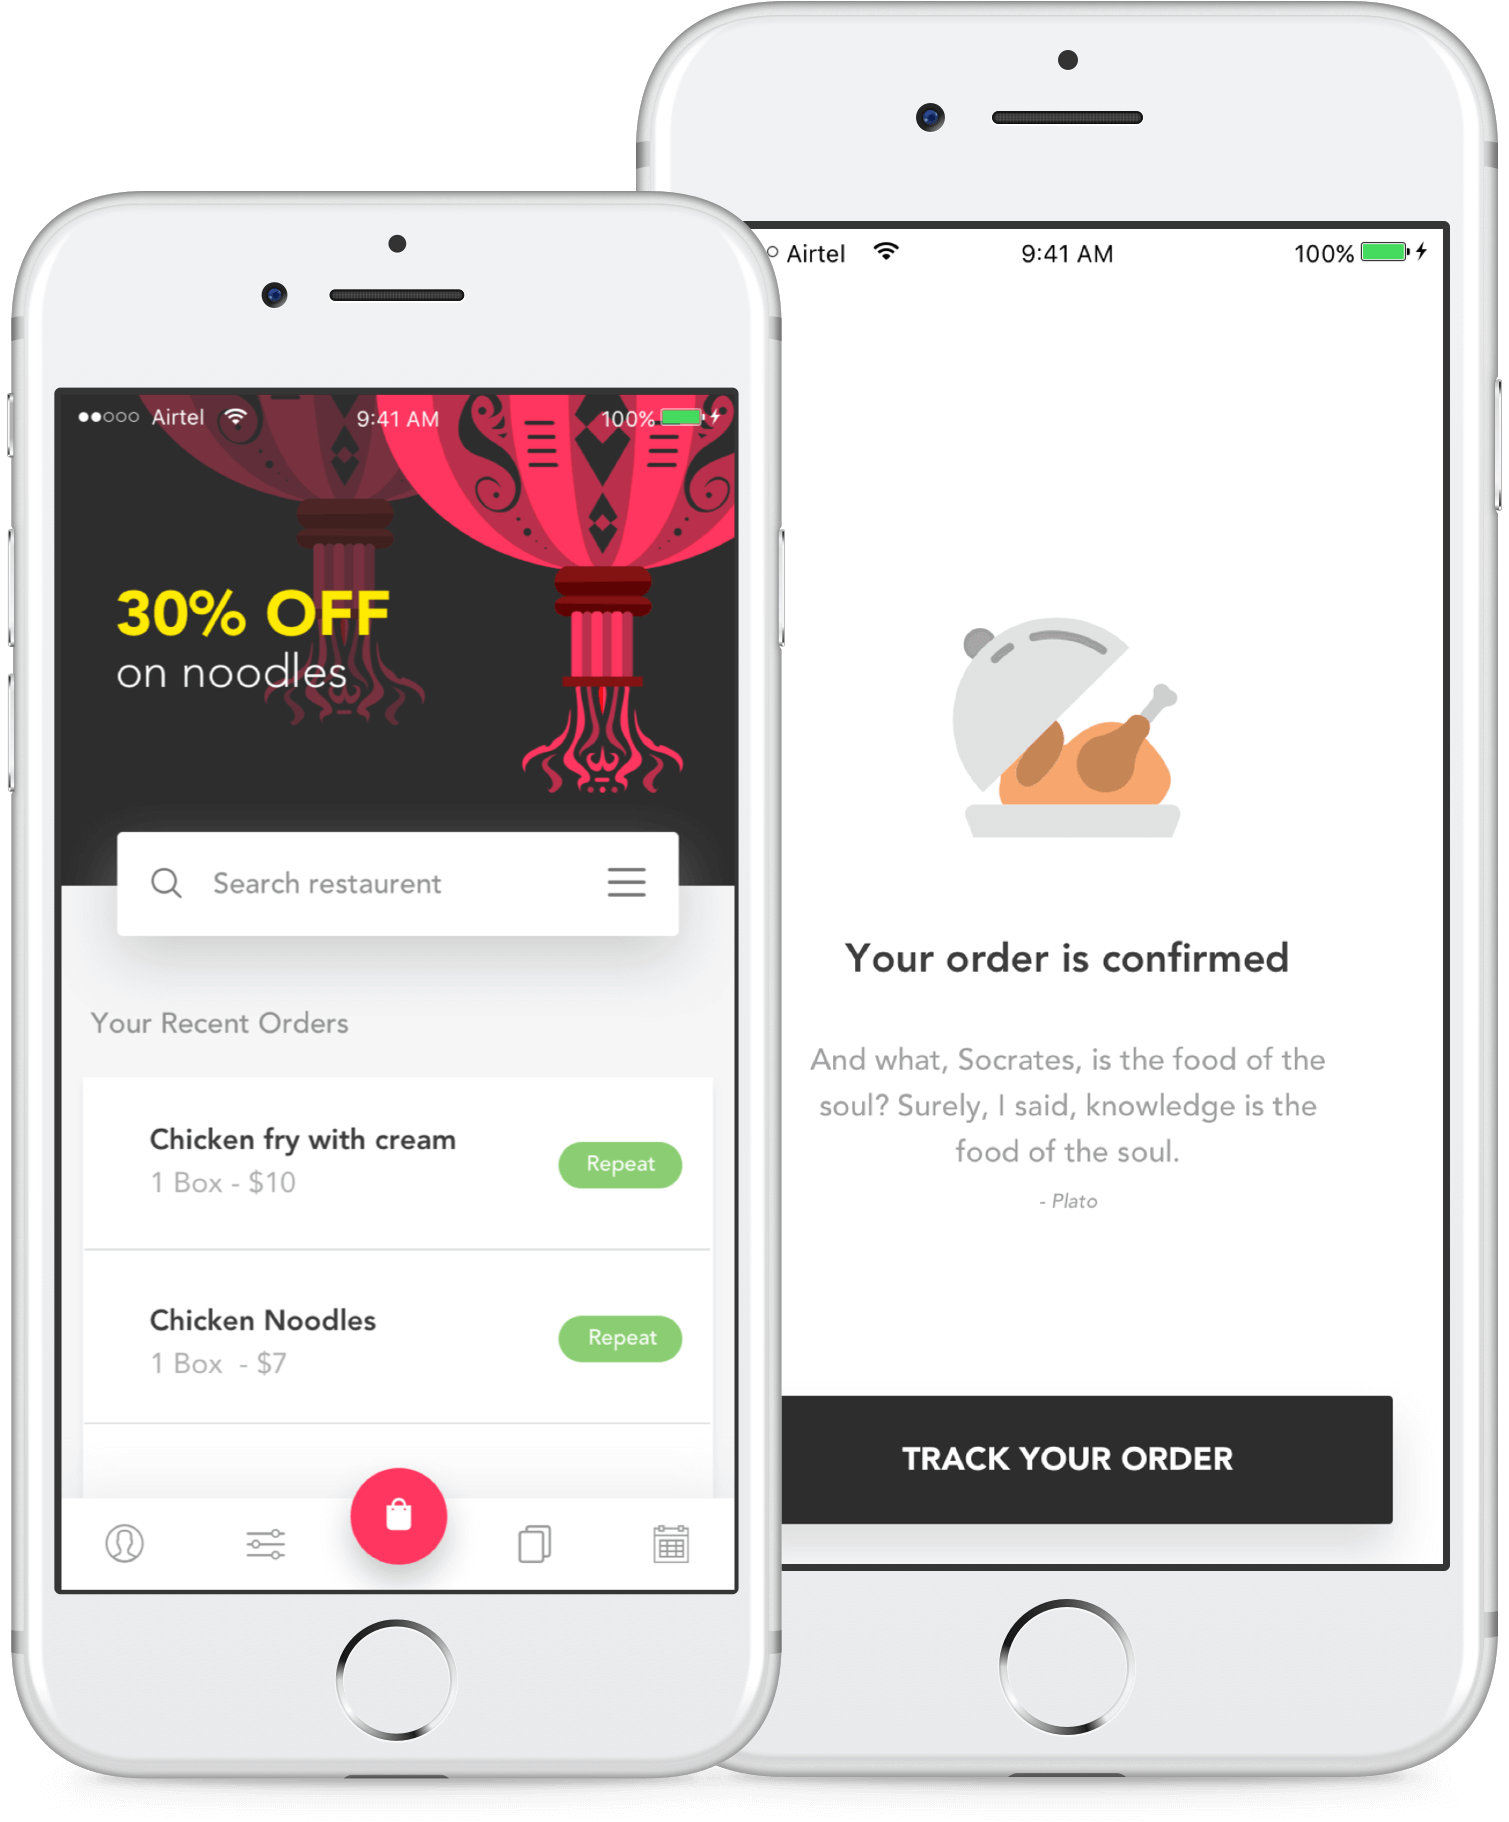 Airtel 9:41 AM 100%
30% OFF
on noodles
Search restaurent
Your Recent Orders
Chicken fry with cream
1 Box - $10
Repeat
Chicken Noodles
1 Box - $7
Repeat
Airtel 9:41 AM 100%
Your order is confirmed
And what, Socrates, is the food of the
soul? Surely, I said, knowledge is the
food of the soul.
- Plato
TRACK YOUR ORDER